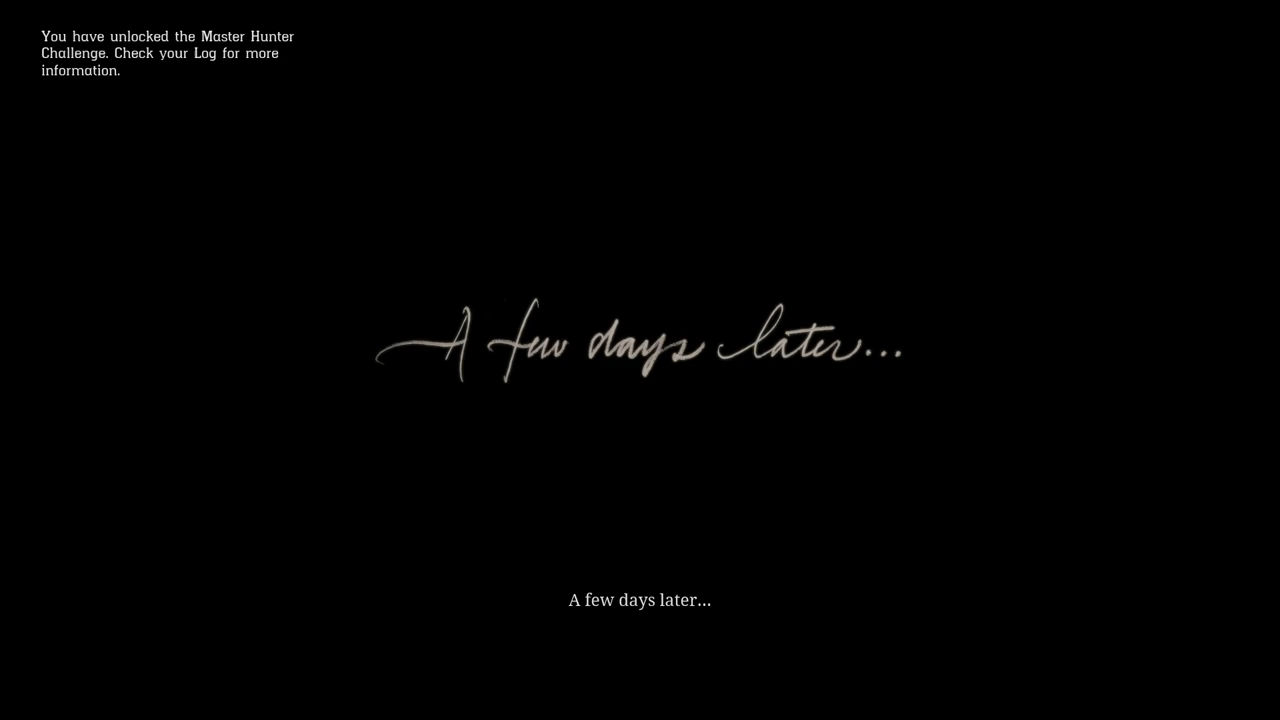 You have unlocked the Master Hunter
Challenge. Check your Log for more
information.
A few days later...
A few days later...